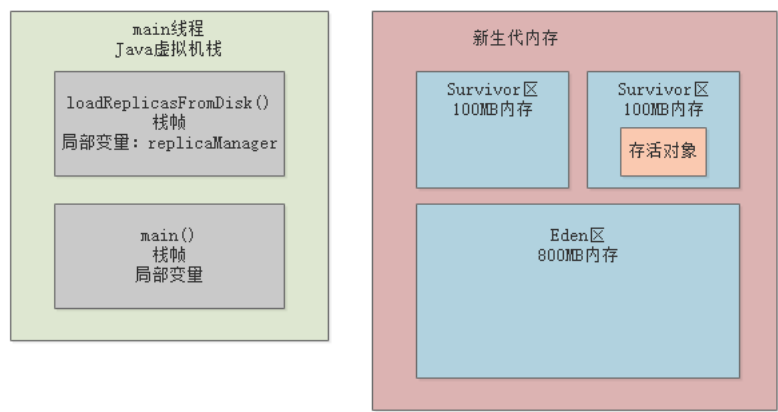 main线程
Java虚拟机栈
loadReplicasFromDisk()
栈帧
局部变量：replicaManager
main()
栈帧
局部变量
新生代内存
Survivor区
100MB内存
Survivor区
100MB内存
存活对象
Eden区
800MB内存